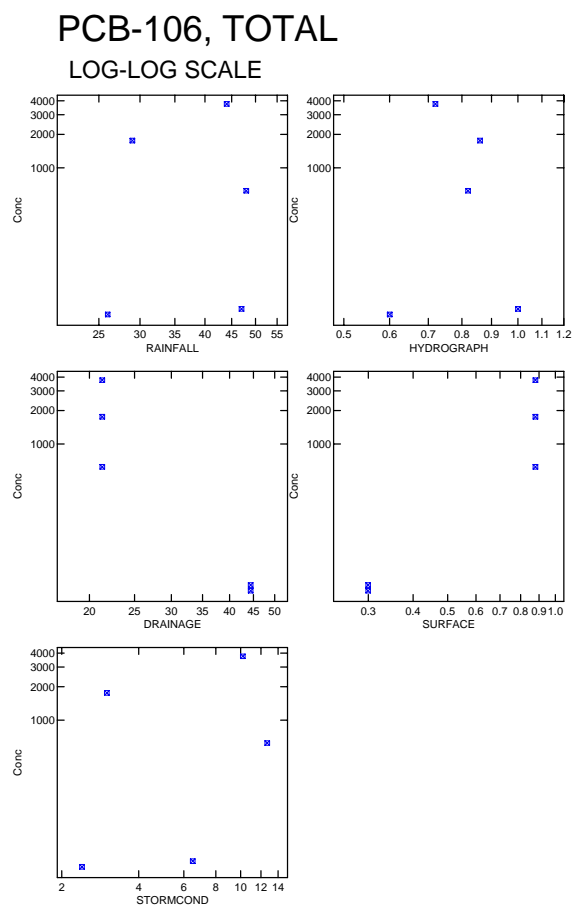 PCB-106, TOTAL
LOG-LOG SCALE
4000
3000
2000
1000
Conc
25 30 35 40 45 50 55
RAINFALL
4000
3000
2000
1000
Conc
0.5 0.6 0.7 0.8 0.9 1.0 1.1 1.2
HYDROGRAPH
4000
3000
2000
1000
Conc
20 25 30 35 40 45 50
DRAINAGE
4000
3000
2000
1000
Conc
0.3 0.4 0.5 0.6 0.7 0.8 0.9 1.0
SURFACE
4000
3000
2000
1000
Conc
2 4 6 8 10 12 14
STORMCOND